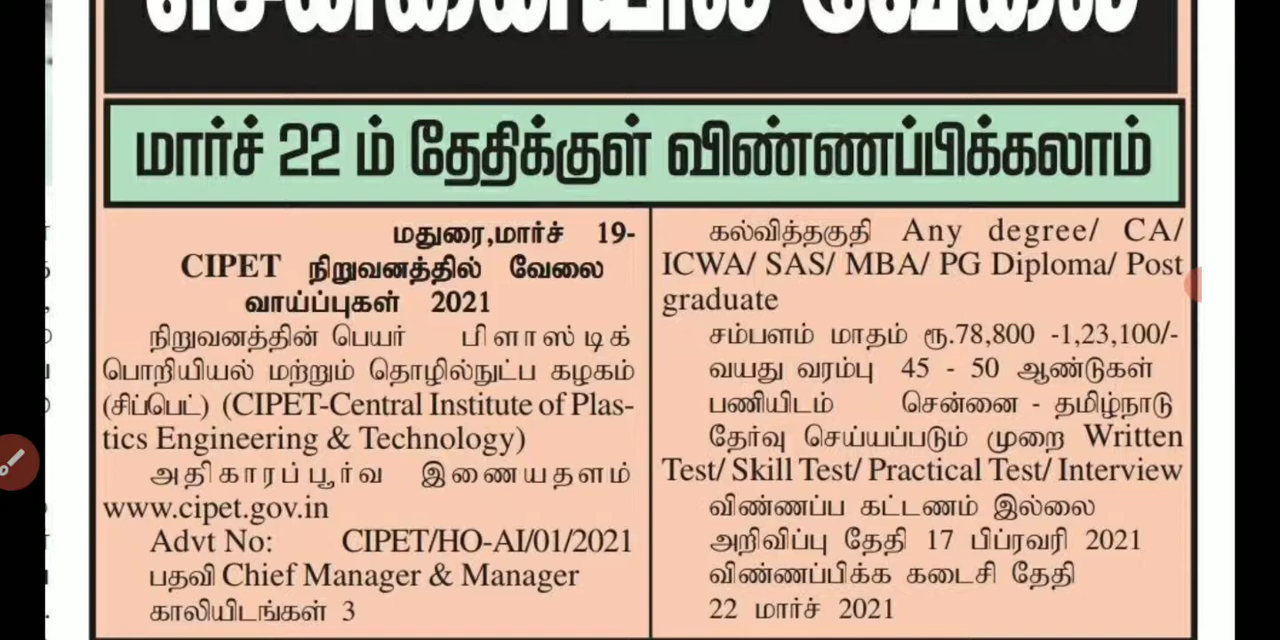 சென்னையில் வேலை
மார்ச் 22 ம் தேதிக்குள் விண்ணப்பிக்கலாம்
மதுரை,மார்ச் 19-
CIPET நிறுவனத்தில் வேலை
வாய்ப்புகள் 2021
நிறுவனத்தின் பெயர் பிளாஸ்டிக்
பொறியியல் மற்றும் தொழில்நுட்ப கழகம்
(சிப்பெட்) (CIPET-Central Institute of Plas-
tics Engineering & Technology)
அதிகாரப்பூர்வ இணையதளம்
www.cipet.gov.in
Advt No: CIPET/HO-AI/01/2021
பதவி Chief Manager & Manager
காலியிடங்கள் 3
கல்வித்தகுதி Any degree/ CA/
ICWA/ SAS/ MBA/ PG Diploma/ Post
graduate
சம்பளம் மாதம் ரூ.78,800 -1,23,100/-
வயது வரம்பு 45 - 50 ஆண்டுகள்
பணியிடம் சென்னை - தமிழ்நாடு
தேர்வு செய்யப்படும் முறை Written
Test/ Skill Test/ Practical Test/ Interview
விண்ணப்ப கட்டணம் இல்லை
அறிவிப்பு தேதி 17 பிப்ரவரி 2021
விண்ணப்பிக்க கடைசி தேதி
22 மார்ச் 2021